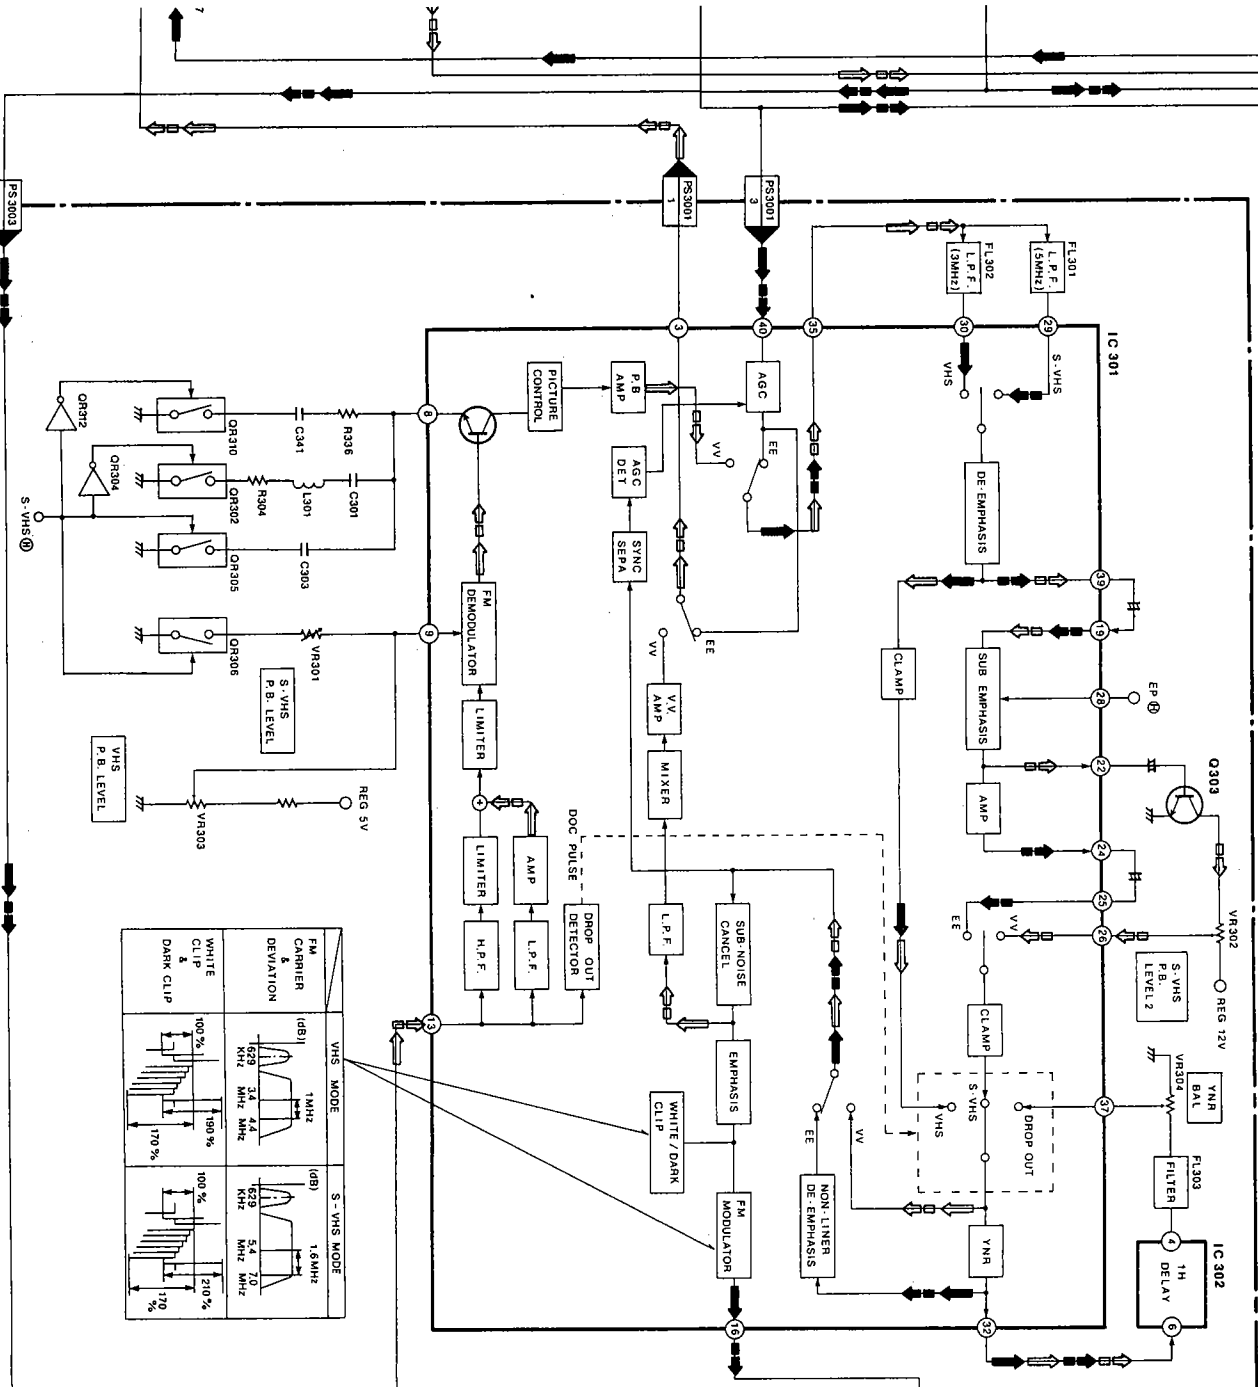 7
PS3003
PS3001
1
PS3001
3
FL302
L.P.F.
(3MHz)
FL301
L.P.F.
(5MHz)
IC 301
3
40
35
30
29
VHS
S-VHS
AGC
P.B
AMP
PICTURE
CONTROL
8
QR312
QR310
C341
R336
QR304
QR302
R304
L301
C301
S-VHS Ⓗ
QR305
C303
QR306
VR301
S-VHS
P.B. LEVEL
VHS
P.B. LEVEL
VR303
REG 5V
9
FM
DEMODULATOR
LIMITER
AGC
DET
SYNC
SEPA
VV
EE
EE
VV
V.V.
AMP
MIXER
DE-EMPHASIS
39
19
CLAMP
SUB EMPHASIS
28
EP Ⓗ
22
Q303
AMP
24
25
26
VR302
REG 12V
S-VHS
P.B.
LEVEL 2
EE
VV
CLAMP
+
LIMITER
AMP
DOC PULSE
H.P.F.
L.P.F.
DROP OUT
DETECTOR
L.P.F.
SUB-NOISE
CANCEL
13
EMPHASIS
WHITE / DARK
CLIP
FM
MODULATOR
16
EE
VV
NON-LINER
DE-EMPHASIS
VHS
S-VHS
DROP OUT
YNR
32
37
VR304
YNR
BAL
FL303
FILTER
4
IC 302
1H
DELAY
6
VHS MODE
S-VHS MODE
FM
CARRIER
&
DEVIATION
(dB)
629
KHz
3.4
MHz
4.4
MHz
1MHz
(dB)
629
KHz
5.4
MHz
7.0
MHz
1.6MHz
WHITE
CLIP
&
DARK CLIP
100 %
190 %
170 %
100 %
210 %
170
%